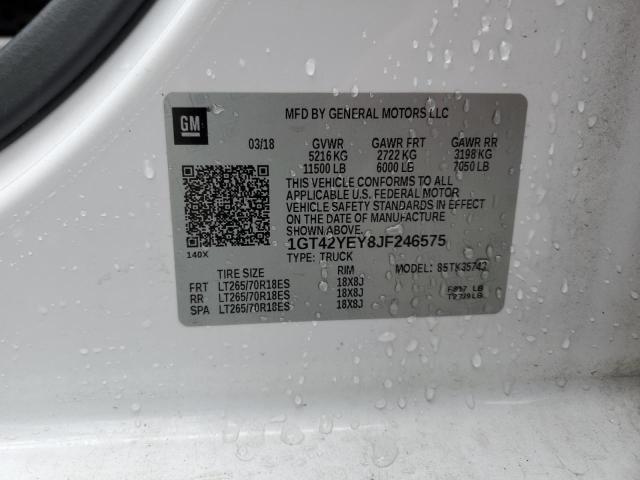 GM
MFD BY GENERAL MOTORS LLC
03/18 GVWR GAWR FRT GAWR RR
5216 KG 2722 KG 3198 KG
11500 LB 6000 LB 7050 LB
THIS VEHICLE CONFORMS TO ALL
APPLICABLE U.S. FEDERAL MOTOR
VEHICLE SAFETY STANDARDS IN EFFECT
ON THE DATE OF MANUFACTURE
SHOWN ABOVE.
1GT42YEY8JF246575
140X
TYPE: TRUCK
MODEL:
TIRE SIZE RIM
FRT LT265/70R18ES 18X8J
RR LT265/70R18ES 18X8J
SPA LT265/70R18ES 18X8J
LB
LB